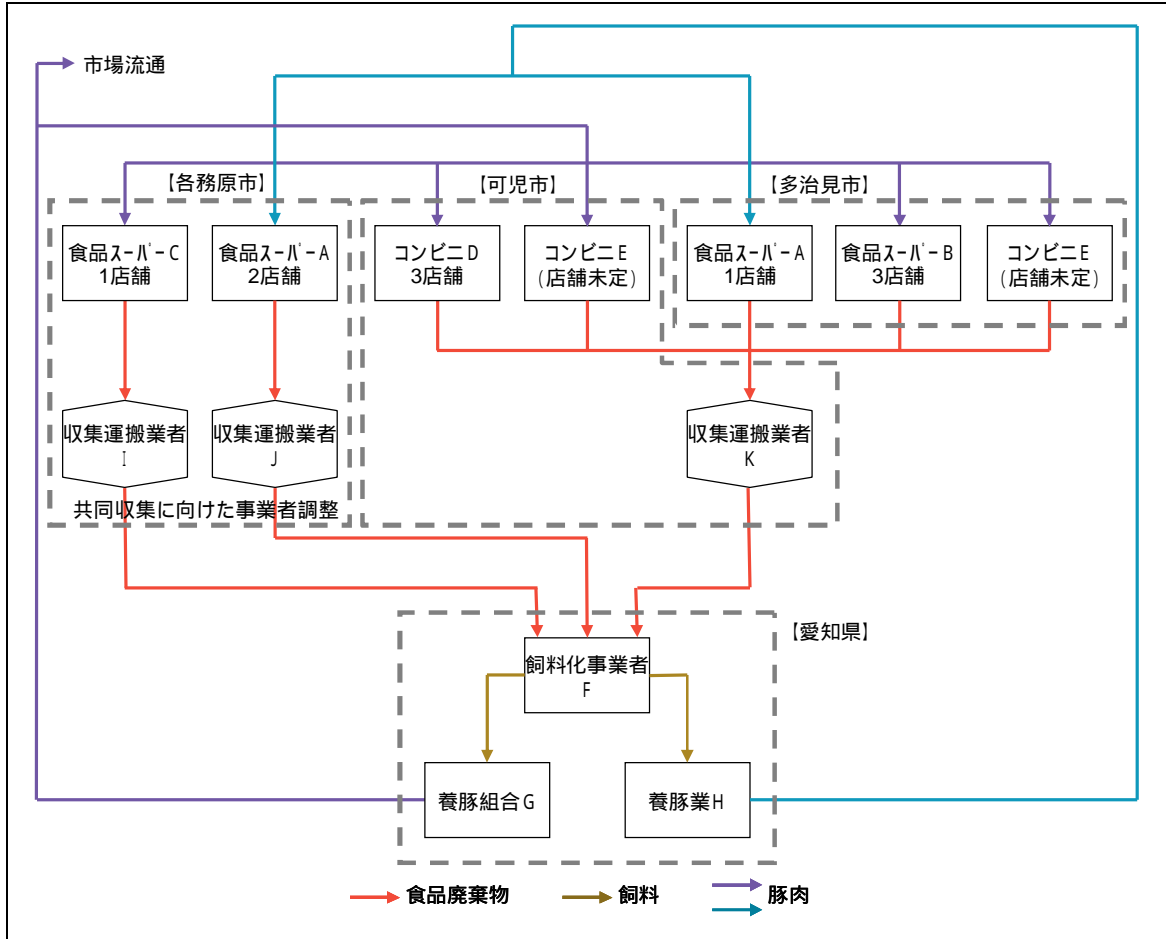 市場流通
【各務原市】
【可児市】
【多治見市】
食品ｽｰﾊﾟｰC
1店舗
食品ｽｰﾊﾟｰA
2店舗
コンビニD
3店舗
コンビニE
(店舗未定)
食品ｽｰﾊﾟｰA
1店舗
食品ｽｰﾊﾟｰB
3店舗
コンビニE
(店舗未定)
収集運搬業者
I
収集運搬業者
J
収集運搬業者
K
共同収集に向けた事業者調整
【愛知県】
飼料化事業者
F
養豚組合G
養豚業H
食品廃棄物
飼料
豚肉